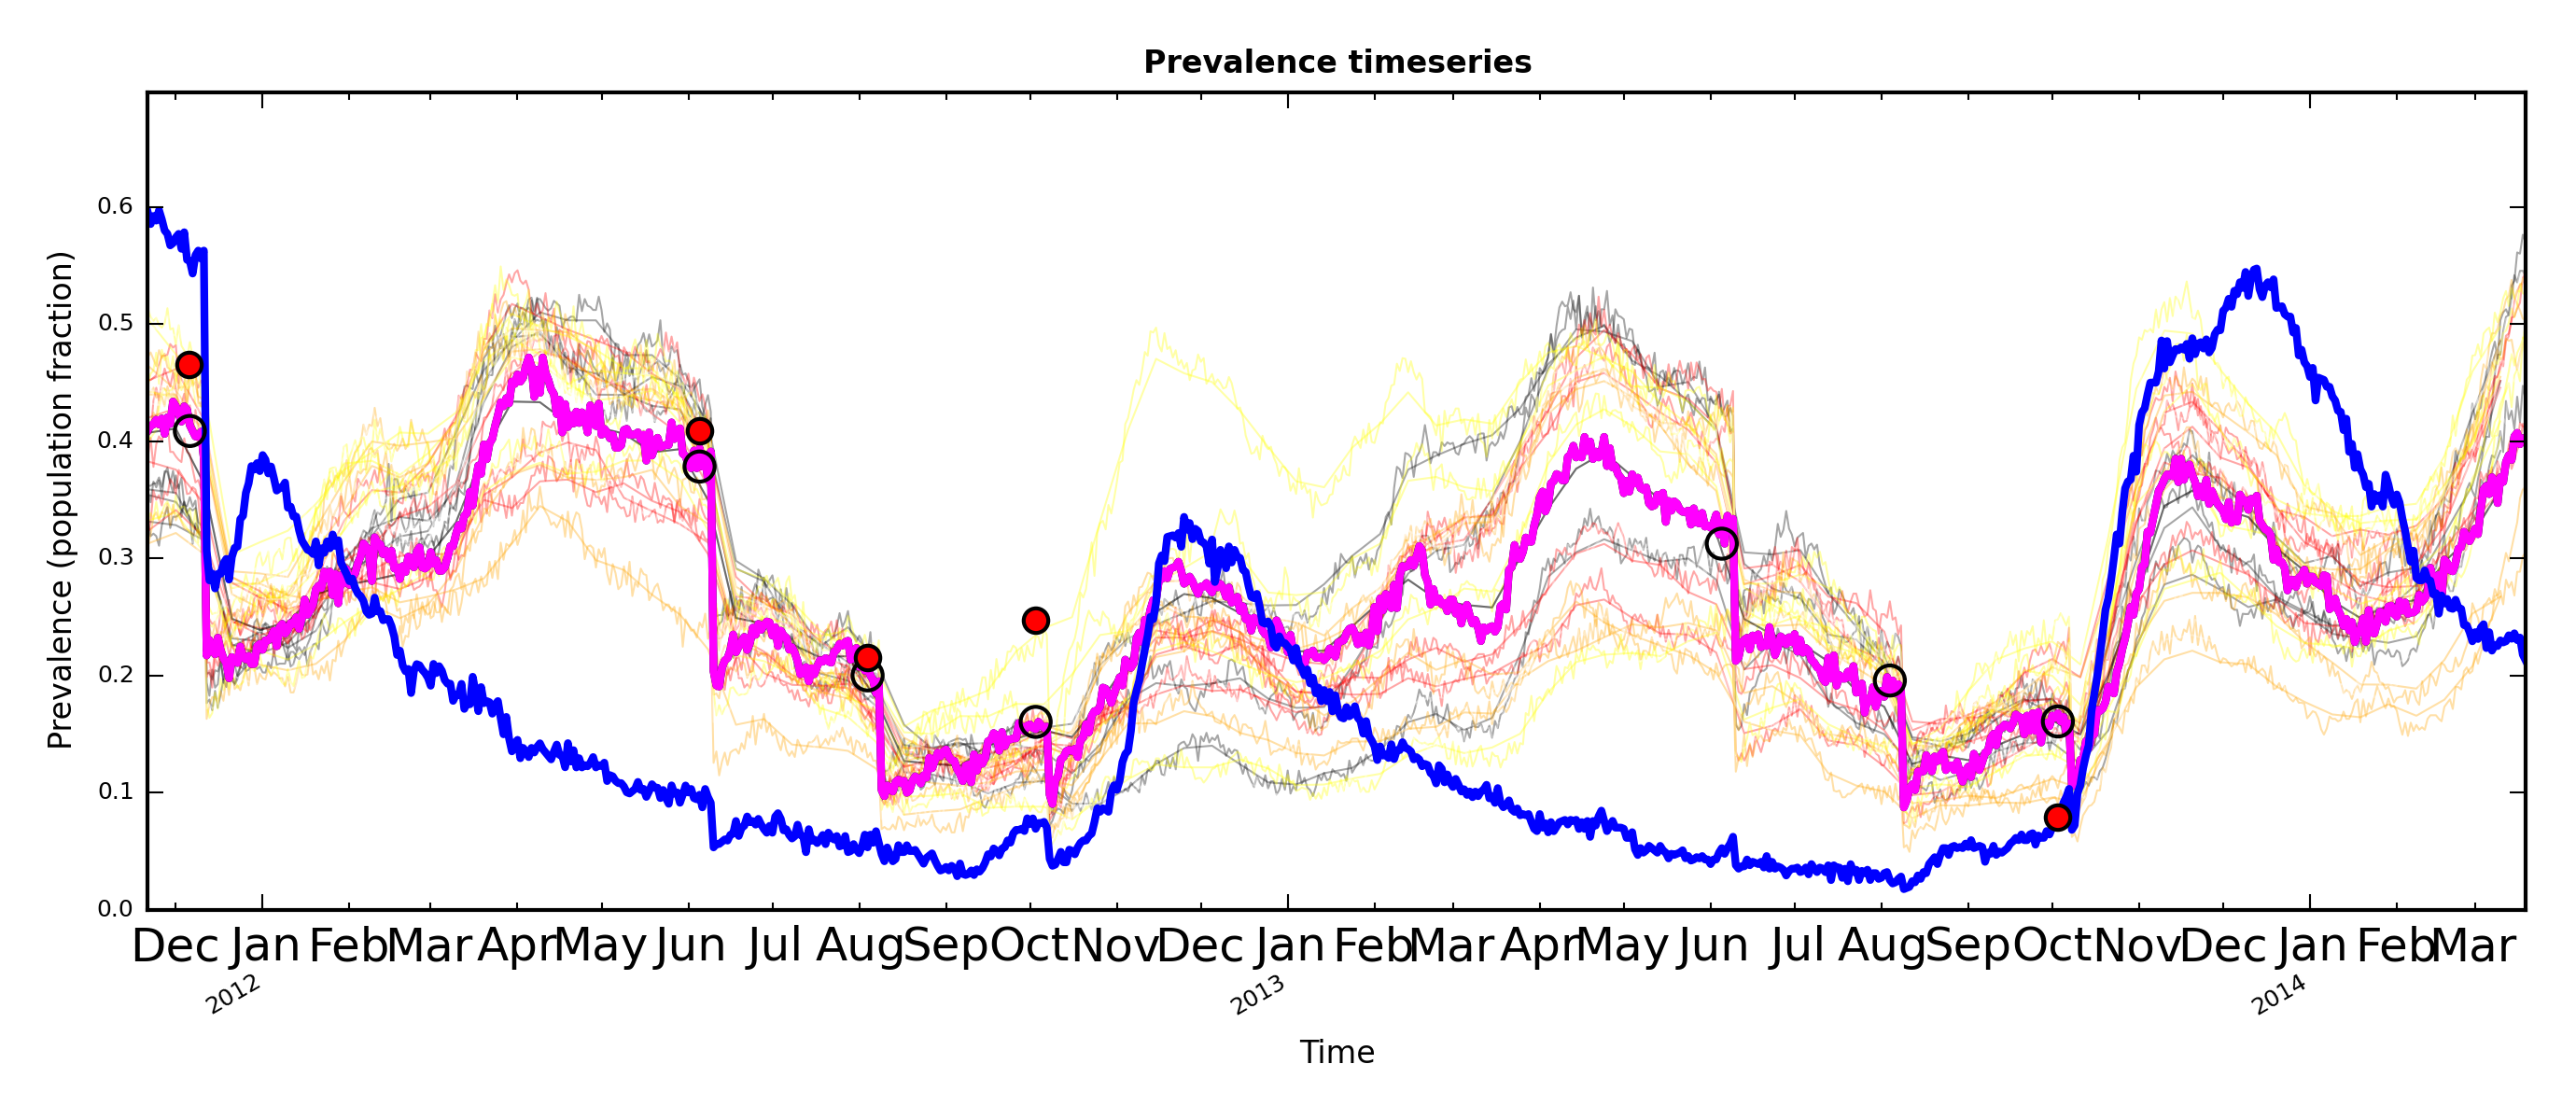 Prevalence timeseries
Prevalence (population fraction)
0.6
0.5
0.4
0.3
0.2
0.1
0.0
Dec Jan Feb Mar Apr May Jun Jul Aug Sep Oct Nov Dec Jan Feb Mar Apr May Jun Jul Aug Sep Oct Nov Dec Jan Feb Mar
2012 2013 2014
Time